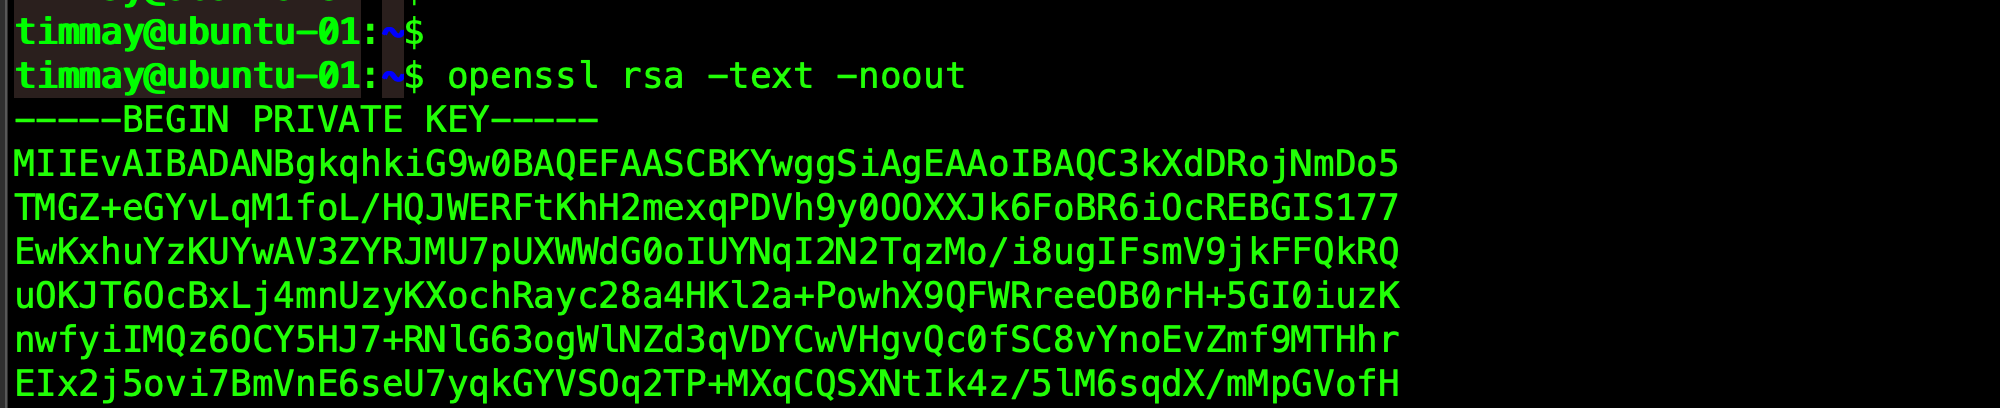 timmay@ubuntu-01:~$
timmay@ubuntu-01:~$ openssl rsa -text -noout
-----BEGIN PRIVATE KEY-----
MIIEvAIBADANBgkqhkiG9w0BAQEFAASCBKYwggSiAgEAAoIBAQC3kXdDRojNmDo5
TMGZ+eGYvLqM1foL/HQJWERFtKhH2mexqPDVh9y0OOXXJk6FoBR6iOcREBGIS177
EwKxhuYzKUYwAV3ZYRJMU7pUXWWdG0oIUYNqI2N2TqzMo/i8ugIFsmV9jkFFQkRQ
uOKJT6OcBxLj4mnUzyKXochRayc28a4HKl2a+PowhX9QFWRreeOB0rH+5GI0iuzK
nwfyiIMQz6OCY5HJ7+RNlG63ogWlNZd3qVDYCwVHgvQc0fSC8vYnoEvZmf9MTHhr
EIx2j5ovi7BmVnE6seU7yqkGYVSOq2TP+MXqCQSXNtIk4z/5lM6sqdX/mMpGVofH